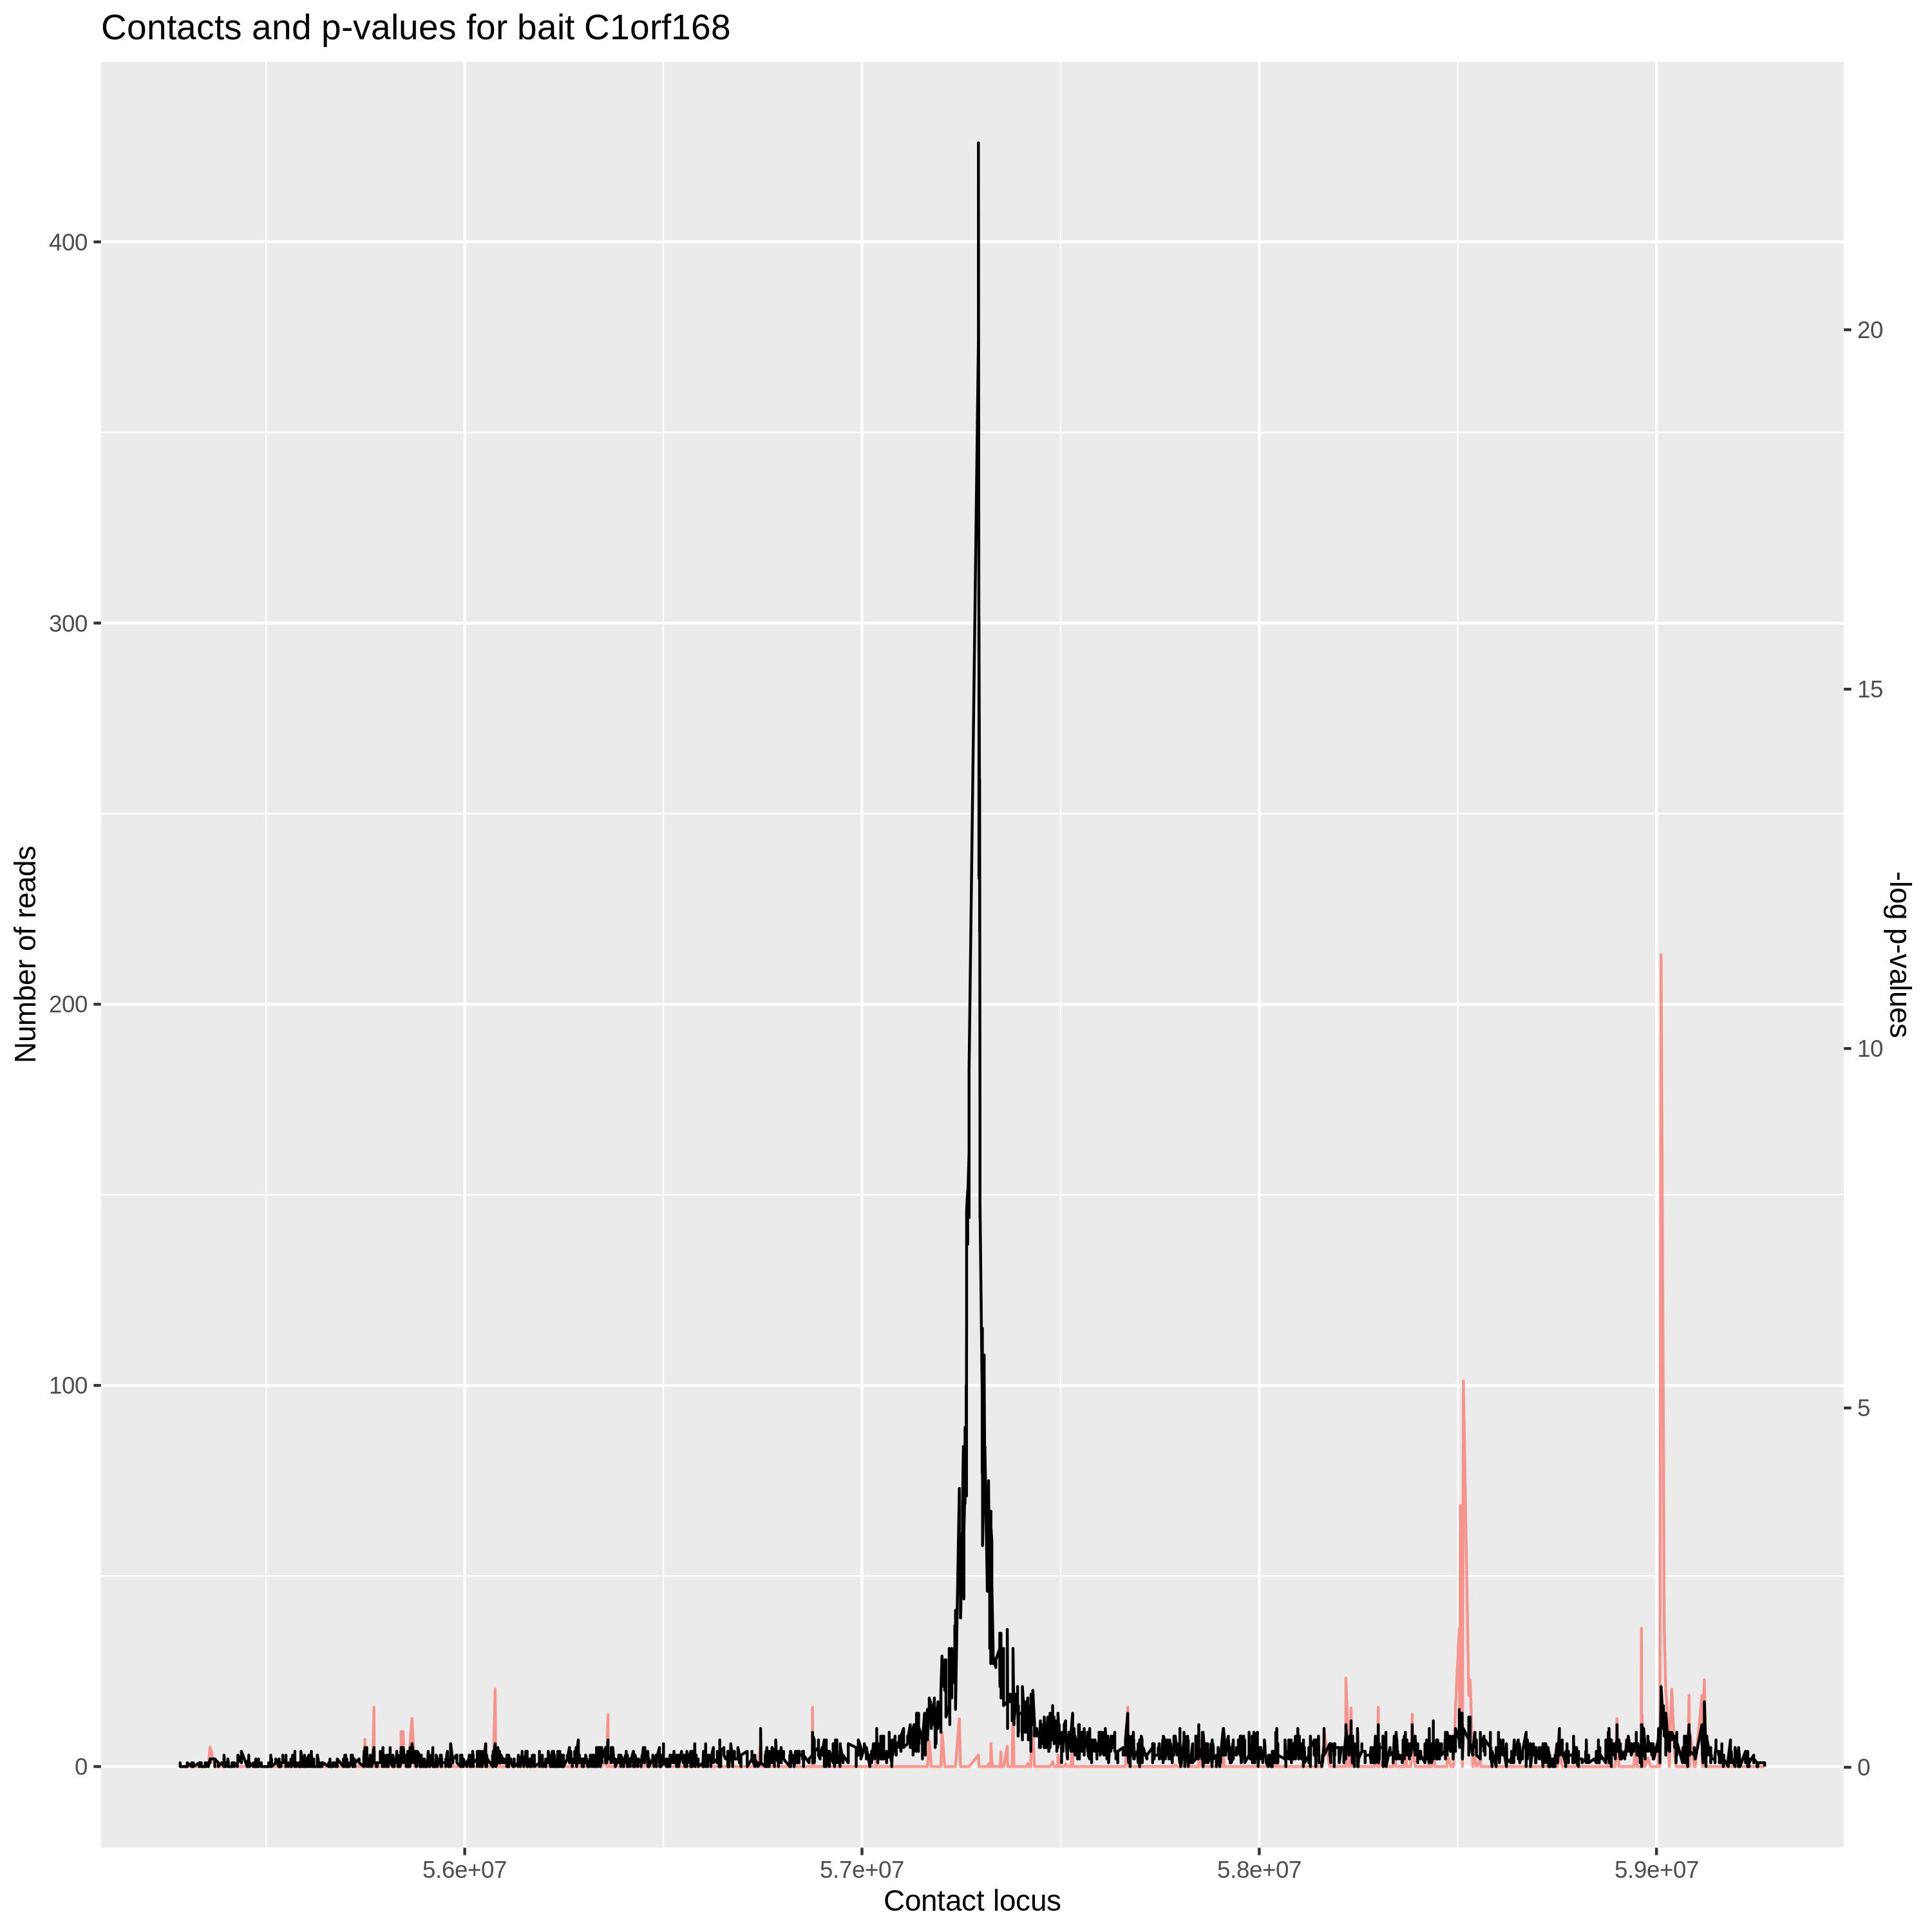 Contacts and p-values for bait C1orf168
400
300
200
100
0
Number of reads
20
15
10
5
0
-log p-values
5.6e+07
5.7e+07
5.8e+07
5.9e+07
Contact locus